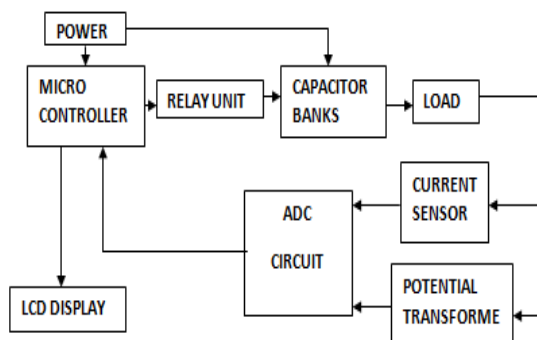 POWER
MICRO
CONTROLLER
RELAY UNIT
CAPACITOR
BANKS
LOAD
CURRENT
SENSOR
ADC
CIRCUIT
POTENTIAL
TRANSFORME
LCD DISPLAY